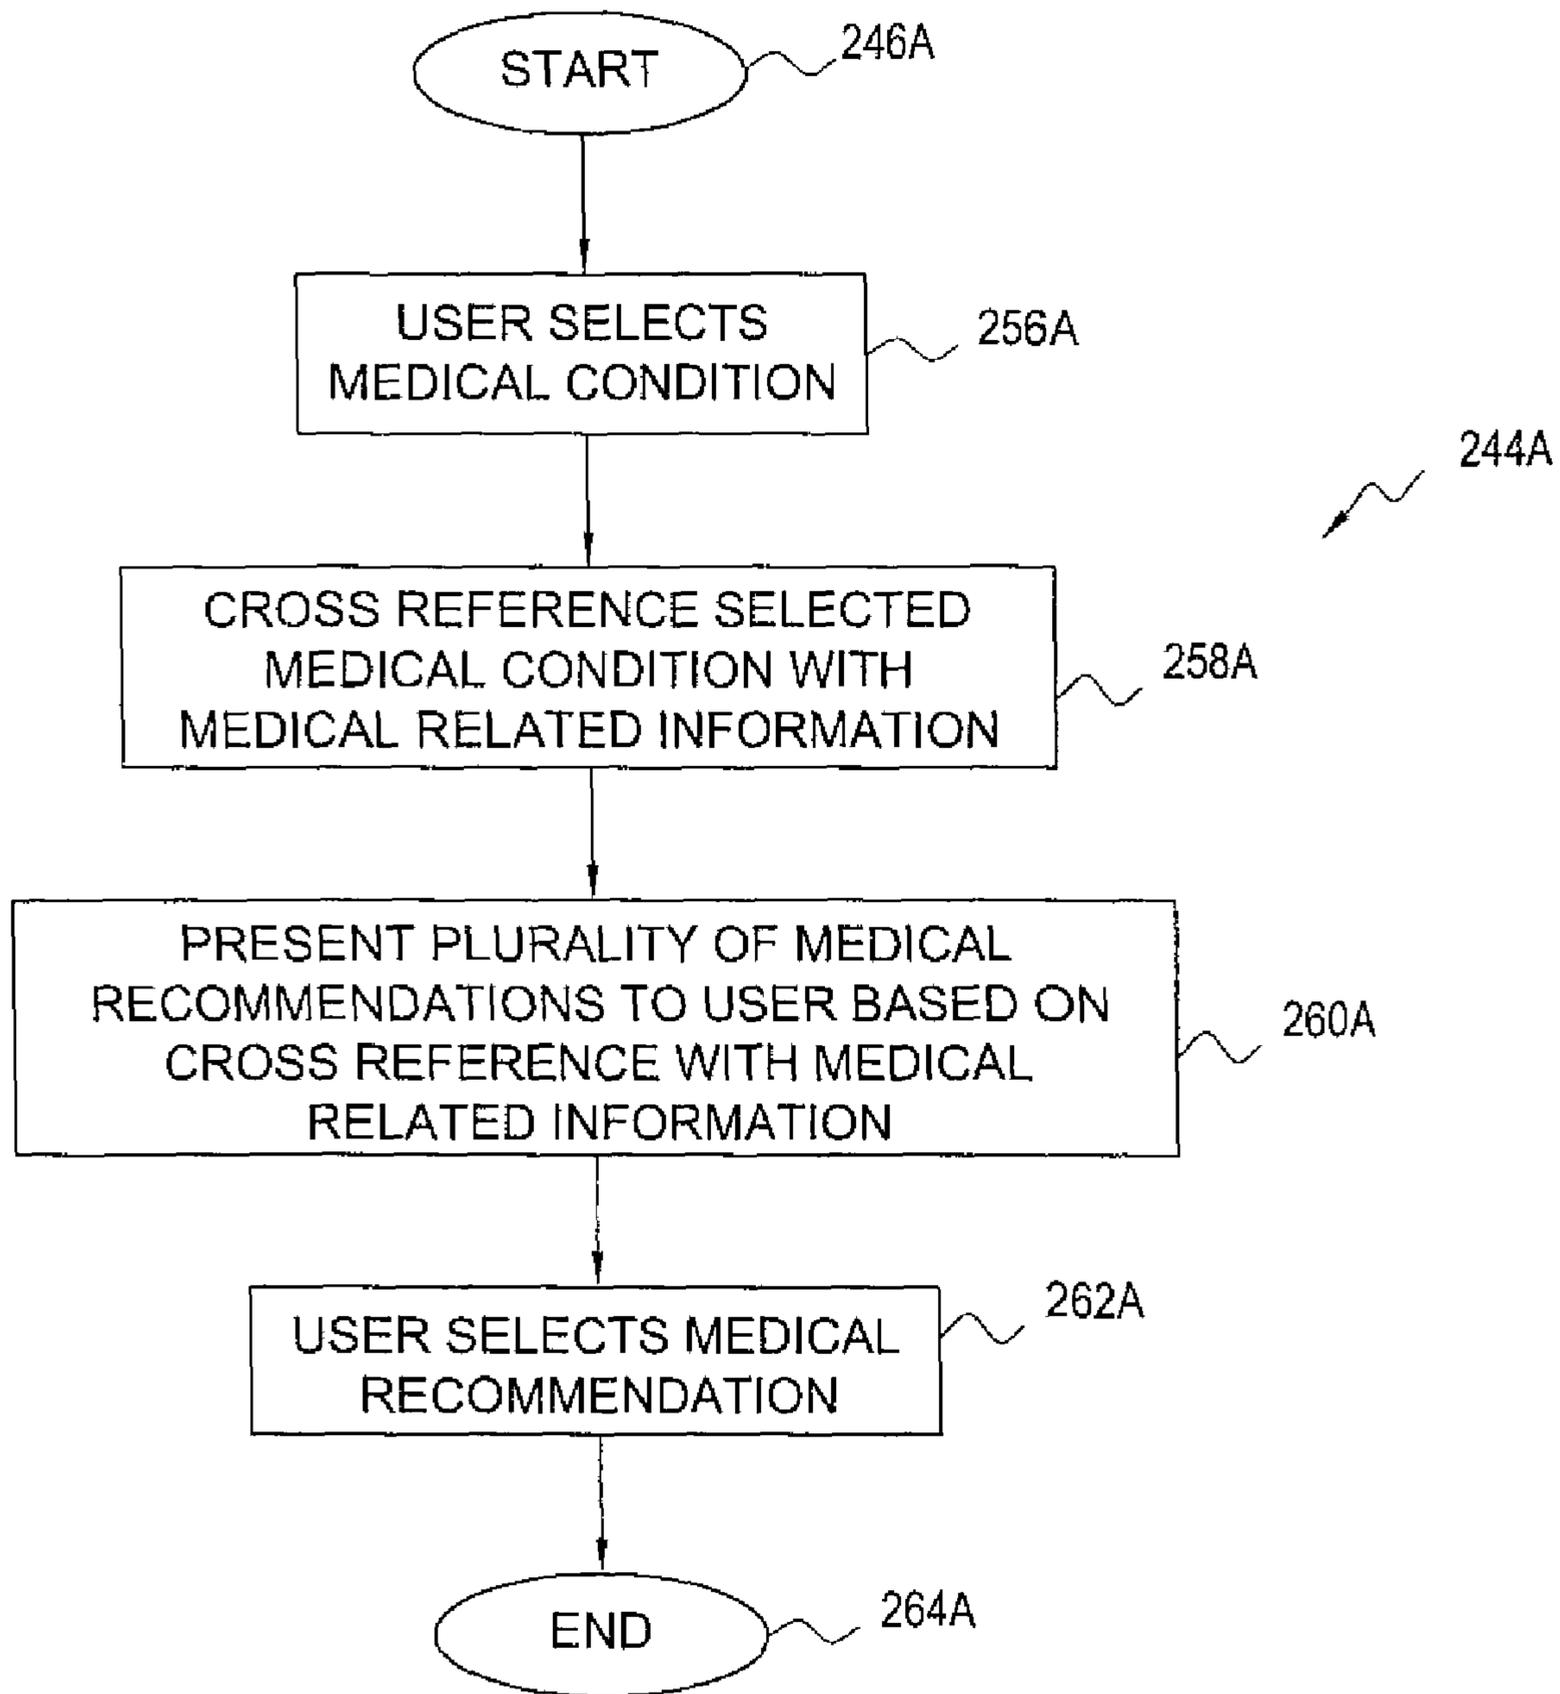 START
246A
USER SELECTS
MEDICAL CONDITION
256A
244A
CROSS REFERENCE SELECTED
MEDICAL CONDITION WITH
MEDICAL RELATED INFORMATION
258A
PRESENT PLURALITY OF MEDICAL
RECOMMENDATIONS TO USER BASED ON
CROSS REFERENCE WITH MEDICAL
RELATED INFORMATION
260A
USER SELECTS MEDICAL
RECOMMENDATION
262A
END
264A